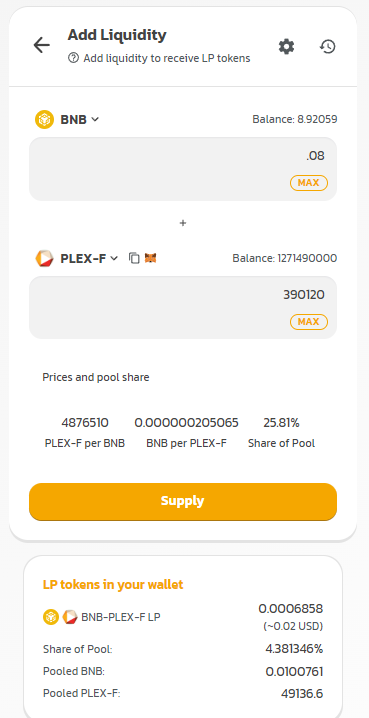 Add Liquidity
Add liquidity to receive LP tokens
BNB
Balance: 8.92059
.08
MAX
+
PLEX-F
Balance: 1271490000
390120
MAX
Prices and pool share
4876510 0.000000205065 25.81%
PLEX-F per BNB BNB per PLEX-F Share of Pool
Supply
LP tokens in your wallet
BNB-PLEX-F LP 0.0006858
(~0.02 USD)
Share of Pool: 4.381346%
Pooled BNB: 0.0100761
Pooled PLEX-F: 49136.6